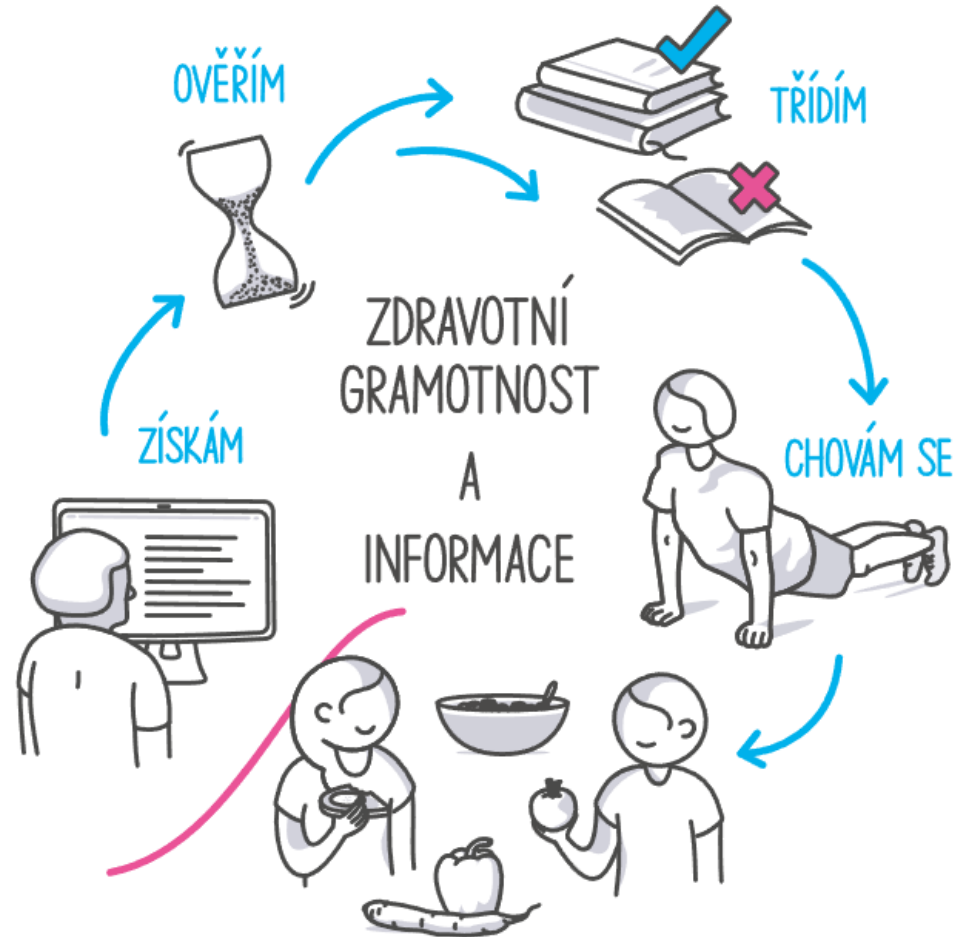 OVĚŘÍM
TŘÍDÍM
ZDRAVOTNÍ
GRAMOTNOST
A
INFORMACE
ZÍSKÁM
CHOVÁM SE